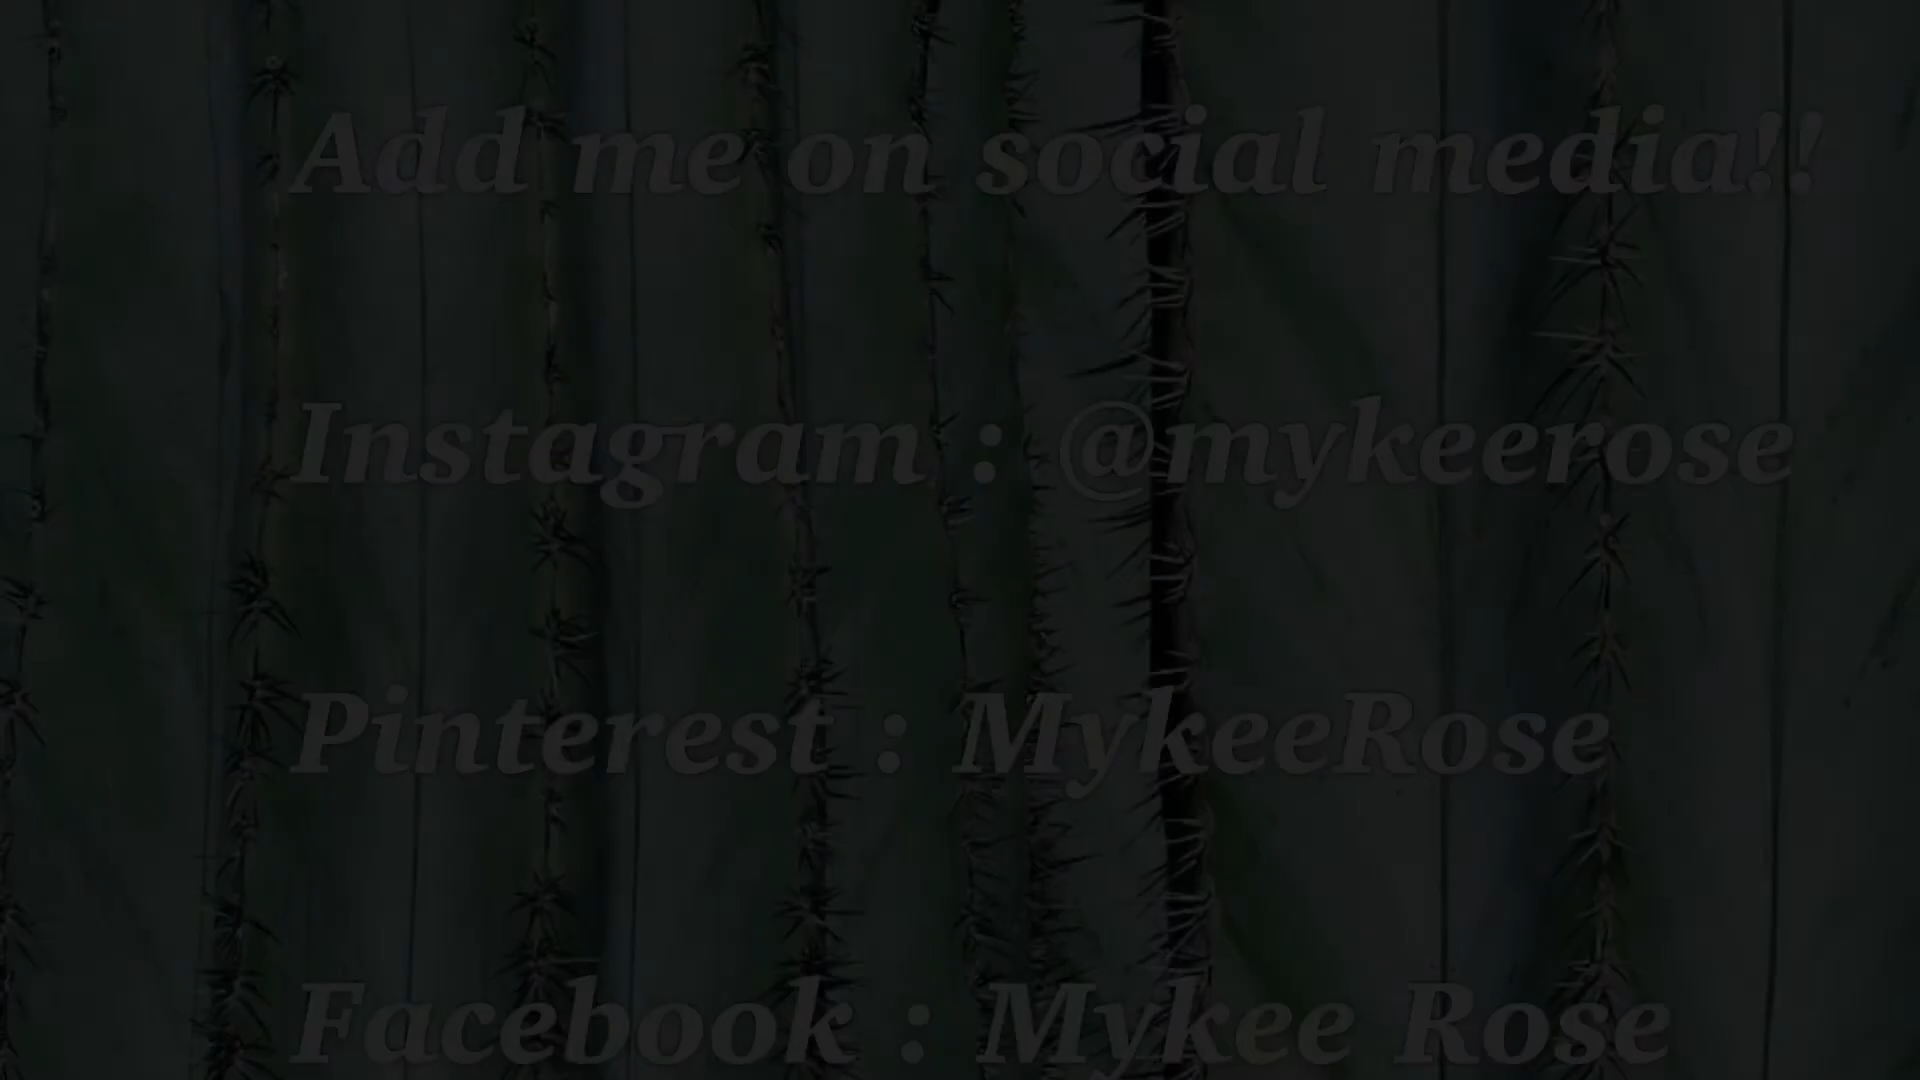 Add me on social media!!
Instagram : @mykeerose
Pinterest : MykeeRose
Facebook : Mykee Rose